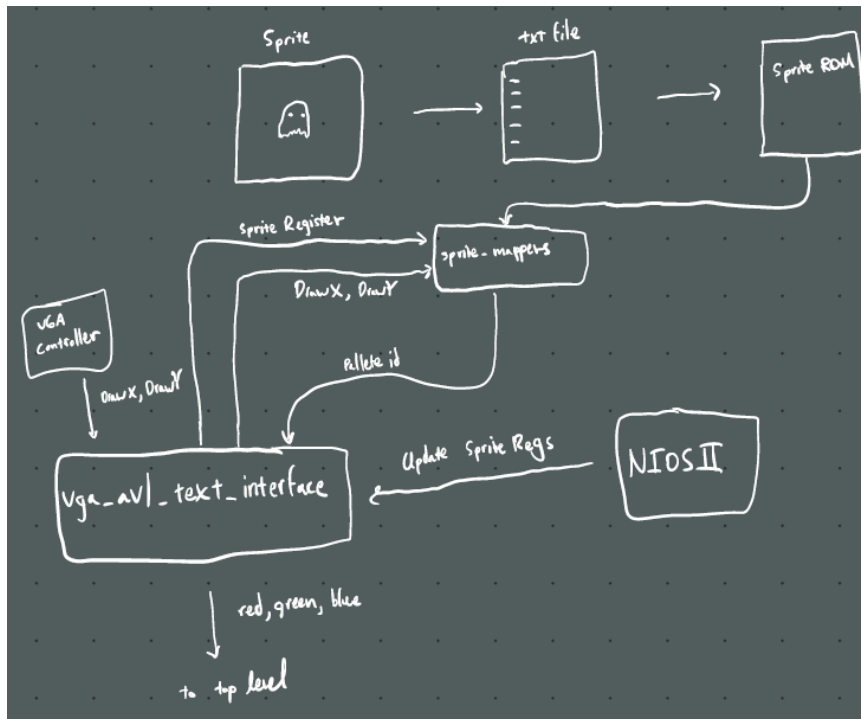 Sprite
txt file
Sprite ROM
Sprite Register
sprite_mappers
DrawX, DrawY
VGA
Controller
Pallete id
DrawX, DrawY
Update Sprite Regs
NIOS II
vga_avl_text_interface
red, green, blue
to top level